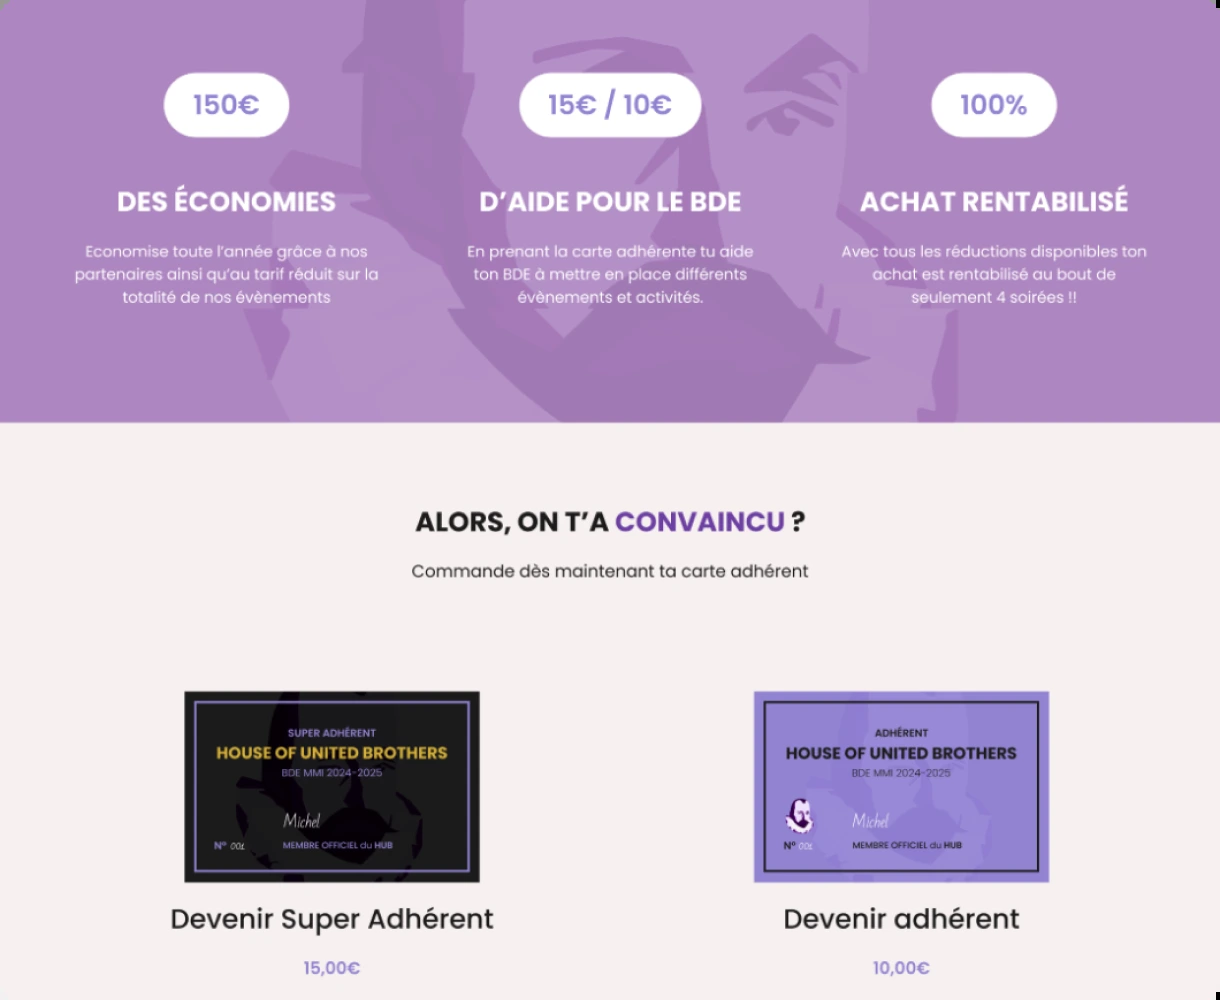 150€
15€ / 10€
100%
DES ÉCONOMIES
D’AIDE POUR LE BDE
ACHAT RENTABILISÉ
Economise toute l’année grâce à nos
partenaires ainsi qu’au tarif réduit sur la
totalité de nos évènements
En prenant la carte adhérente tu aide
ton BDE à mettre en place différents
évènements et activités.
Avec tous les réductions disponibles ton
achat est rentabilisé au bout de
seulement 4 soirées !!
ALORS, ON T’A CONVAINCU ?
Commande dès maintenant ta carte adhérent
SUPER ADHÉRENT
HOUSE OF UNITED BROTHERS
BDE MMI 2024-2025
Michel
N° 001 MEMBRE OFFICIEL du HUB
Devenir Super Adhérent
15,00€
ADHÉRENT
HOUSE OF UNITED BROTHERS
BDE MMI 2024-2025
Michel
N° 001 MEMBRE OFFICIEL du HUB
Devenir adhérent
10,00€